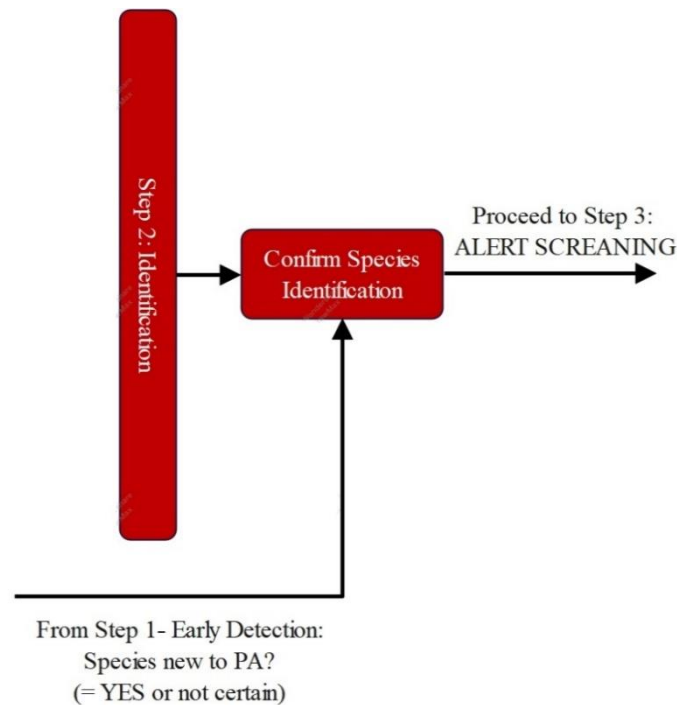 Step 2: Identification
Confirm Species
Identification
Proceed to Step 3:
ALERT SCREANING
From Step 1- Early Detection:
Species new to PA?
(= YES or not certain)